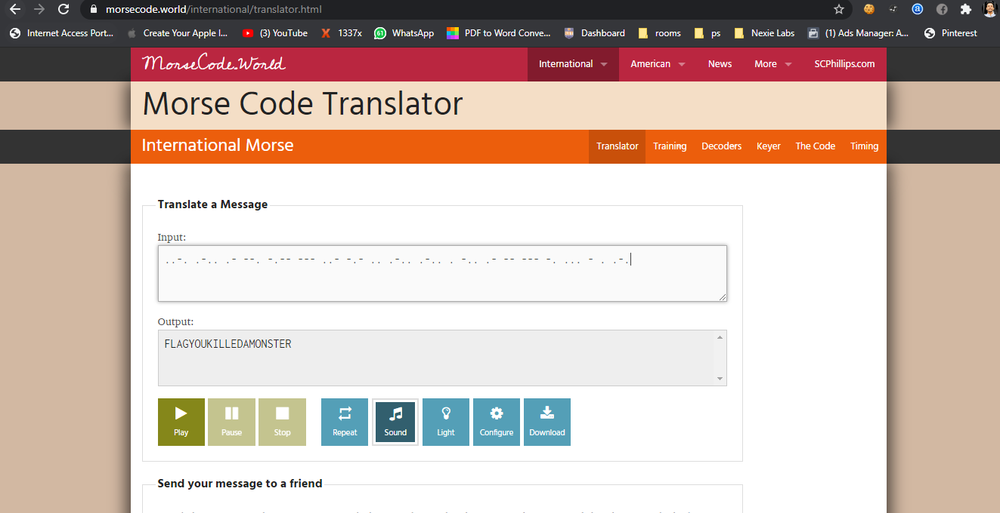 morsecode.world/international/translator.html
Internet Access Port... Create Your Apple I... (3) YouTube 1337x WhatsApp PDF to Word Conve... Dashboard rooms ps Nexie Labs (1) Ads Manager: A... Pinterest
MorseCode.World International American News More SCPhillips.com
Morse Code Translator
International Morse Translator Training Decoders Keyer The Code Timing
Translate a Message
Input:
..-. .-.. .- --. -.-- --- ..- -.- .. .-.. .-.. . -.. .- -- --- -. ... - . .-.
Output:
FLAGYOUKILLEDAMONSTER
Play Pause Stop Repeat Sound Light Configure Download
Send your message to a friend